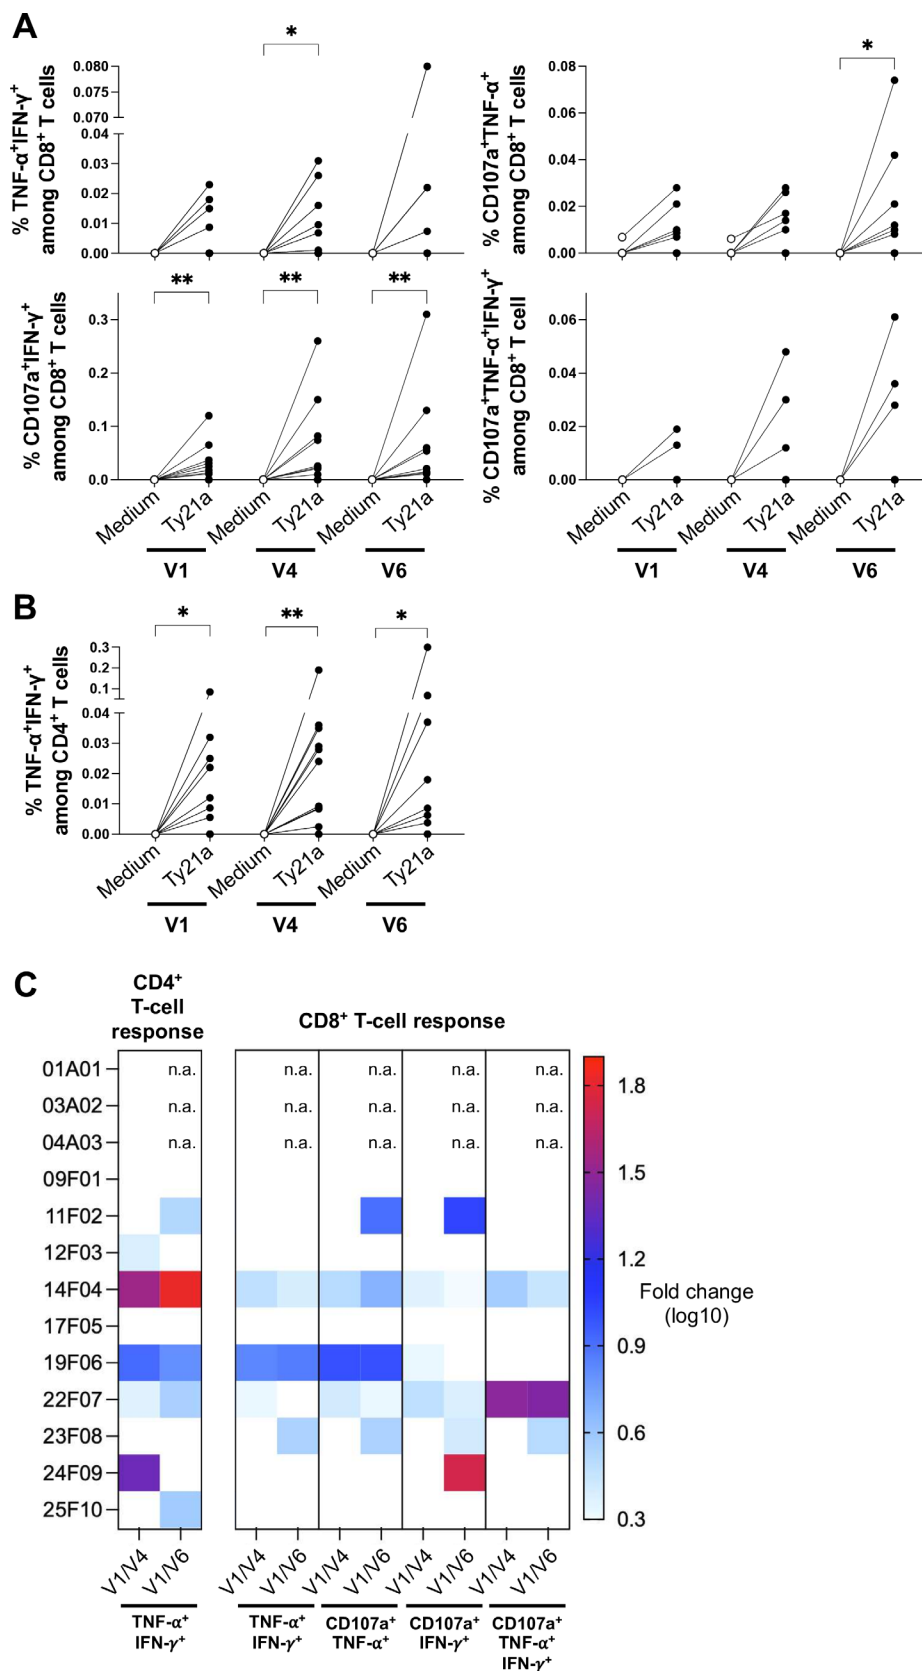 A
% TNF-α⁺IFN-γ⁺
among CD8⁺ T cells
0.080
0.075
0.070
0.04
0.03
0.02
0.01
0.00
*
% CD107a⁺TNF-α⁺
among CD8⁺ T cells
0.08
0.06
0.04
0.02
0.00
*
% CD107a⁺IFN-γ⁺
among CD8⁺ T cells
0.3
0.2
0.1
0.0
** ** **
Medium Ty21a Medium Ty21a Medium Ty21a
V1 V4 V6
% CD107a⁺TNF-α⁺IFN-γ⁺
among CD8⁺ T cell
0.06
0.04
0.02
0.00
Medium Ty21a Medium Ty21a Medium Ty21a
V1 V4 V6
B
% TNF-α⁺IFN-γ⁺
among CD4⁺ T cells
0.3
0.2
0.1
0.04
0.03
0.02
0.01
0.00
* ** *
Medium Ty21a Medium Ty21a Medium Ty21a
V1 V4 V6
C
CD4⁺
T-cell
response
CD8⁺ T-cell response
01A01 n.a. n.a. n.a. n.a. n.a.
03A02 n.a. n.a. n.a. n.a. n.a.
04A03 n.a. n.a. n.a. n.a. n.a.
09F01
11F02
12F03
14F04
17F05
19F06
22F07
23F08
24F09
25F10
1.8
1.5
1.2
0.9
0.6
0.3
Fold change
(log10)
V1/V4 V1/V6 V1/V4 V1/V6 V1/V4 V1/V6 V1/V4 V1/V6 V1/V4 V1/V6
TNF-α⁺
IFN-γ⁺
TNF-α⁺
IFN-γ⁺
CD107a⁺
TNF-α⁺
CD107a⁺
IFN-γ⁺
CD107a⁺
TNF-α⁺
IFN-γ⁺